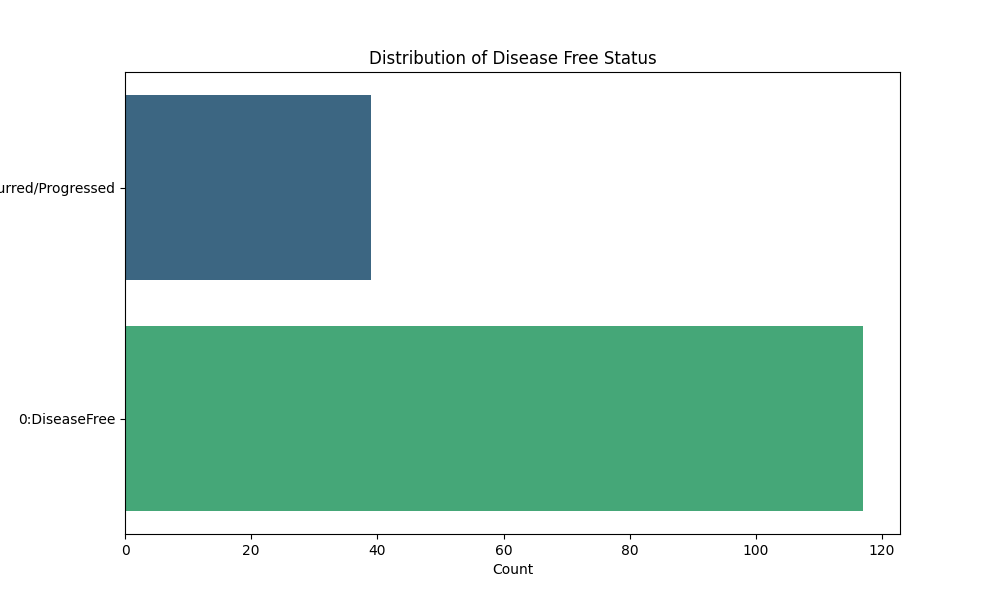 Distribution of Disease Free Status
urred/Progressed
0:DiseaseFree
0 20 40 60 80 100 120
Count